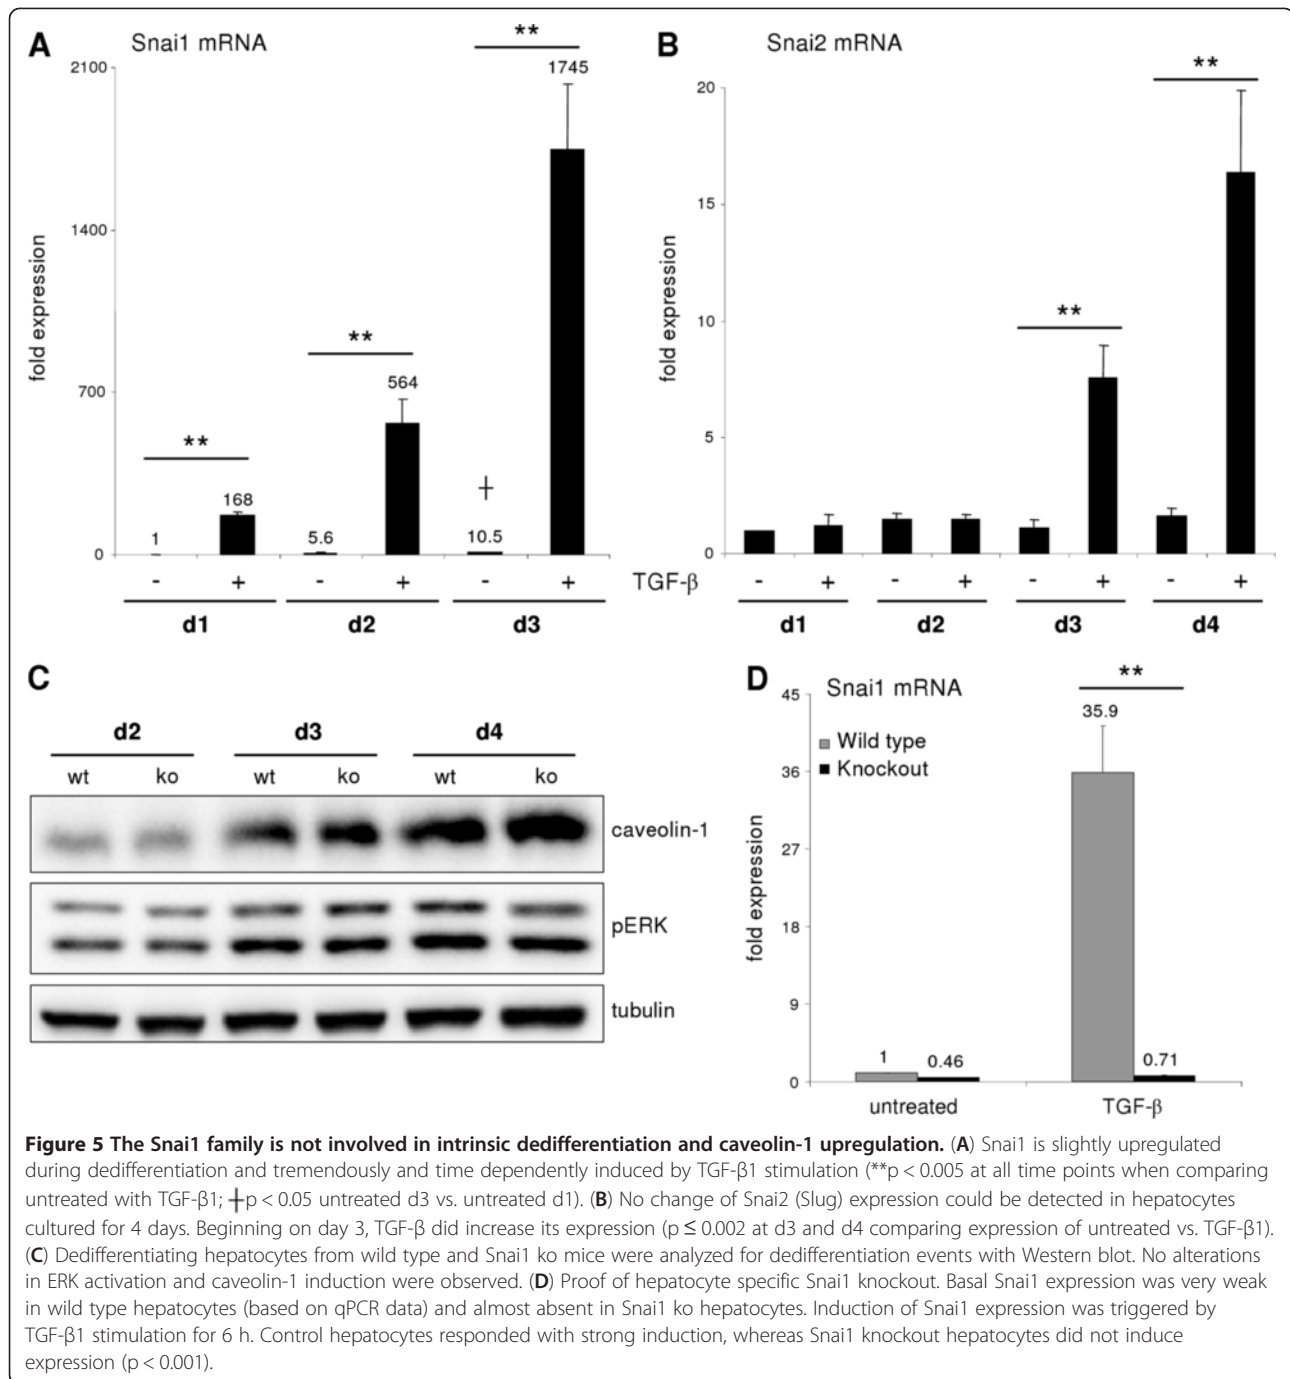 A Snai1 mRNA
**
1745
2100
1400
700
0
fold expression
**
564
**
168
1
5.6
10.5
╪
- + - + - +
TGF-β
d1 d2 d3
B Snai2 mRNA
**
20
15
10
5
0
fold expression
**
- + - + - + - +
d1 d2 d3 d4
C
d2 d3 d4
wt ko wt ko wt ko
caveolin-1
pERK
tubulin
D Snai1 mRNA
**
45
36
27
18
9
0
fold expression
35.9
Wild type
Knockout
1 0.46 0.71
untreated TGF-β
Figure 5 The Snai1 family is not involved in intrinsic dedifferentiation and caveolin-1 upregulation. (A) Snai1 is slightly upregulated
during dedifferentiation and tremendously and time dependently induced by TGF-β1 stimulation (**p < 0.005 at all time points when comparing
untreated with TGF-β1; ╪p < 0.05 untreated d3 vs. untreated d1). (B) No change of Snai2 (Slug) expression could be detected in hepatocytes
cultured for 4 days. Beginning on day 3, TGF-β did increase its expression (p ≤ 0.002 at d3 and d4 comparing expression of untreated vs. TGF-β1).
(C) Dedifferentiating hepatocytes from wild type and Snai1 ko mice were analyzed for dedifferentiation events with Western blot. No alterations
in ERK activation and caveolin-1 induction were observed. (D) Proof of hepatocyte specific Snai1 knockout. Basal Snai1 expression was very weak
in wild type hepatocytes (based on qPCR data) and almost absent in Snai1 ko hepatocytes. Induction of Snai1 expression was triggered by
TGF-β1 stimulation for 6 h. Control hepatocytes responded with strong induction, whereas Snai1 knockout hepatocytes did not induce
expression (p < 0.001).